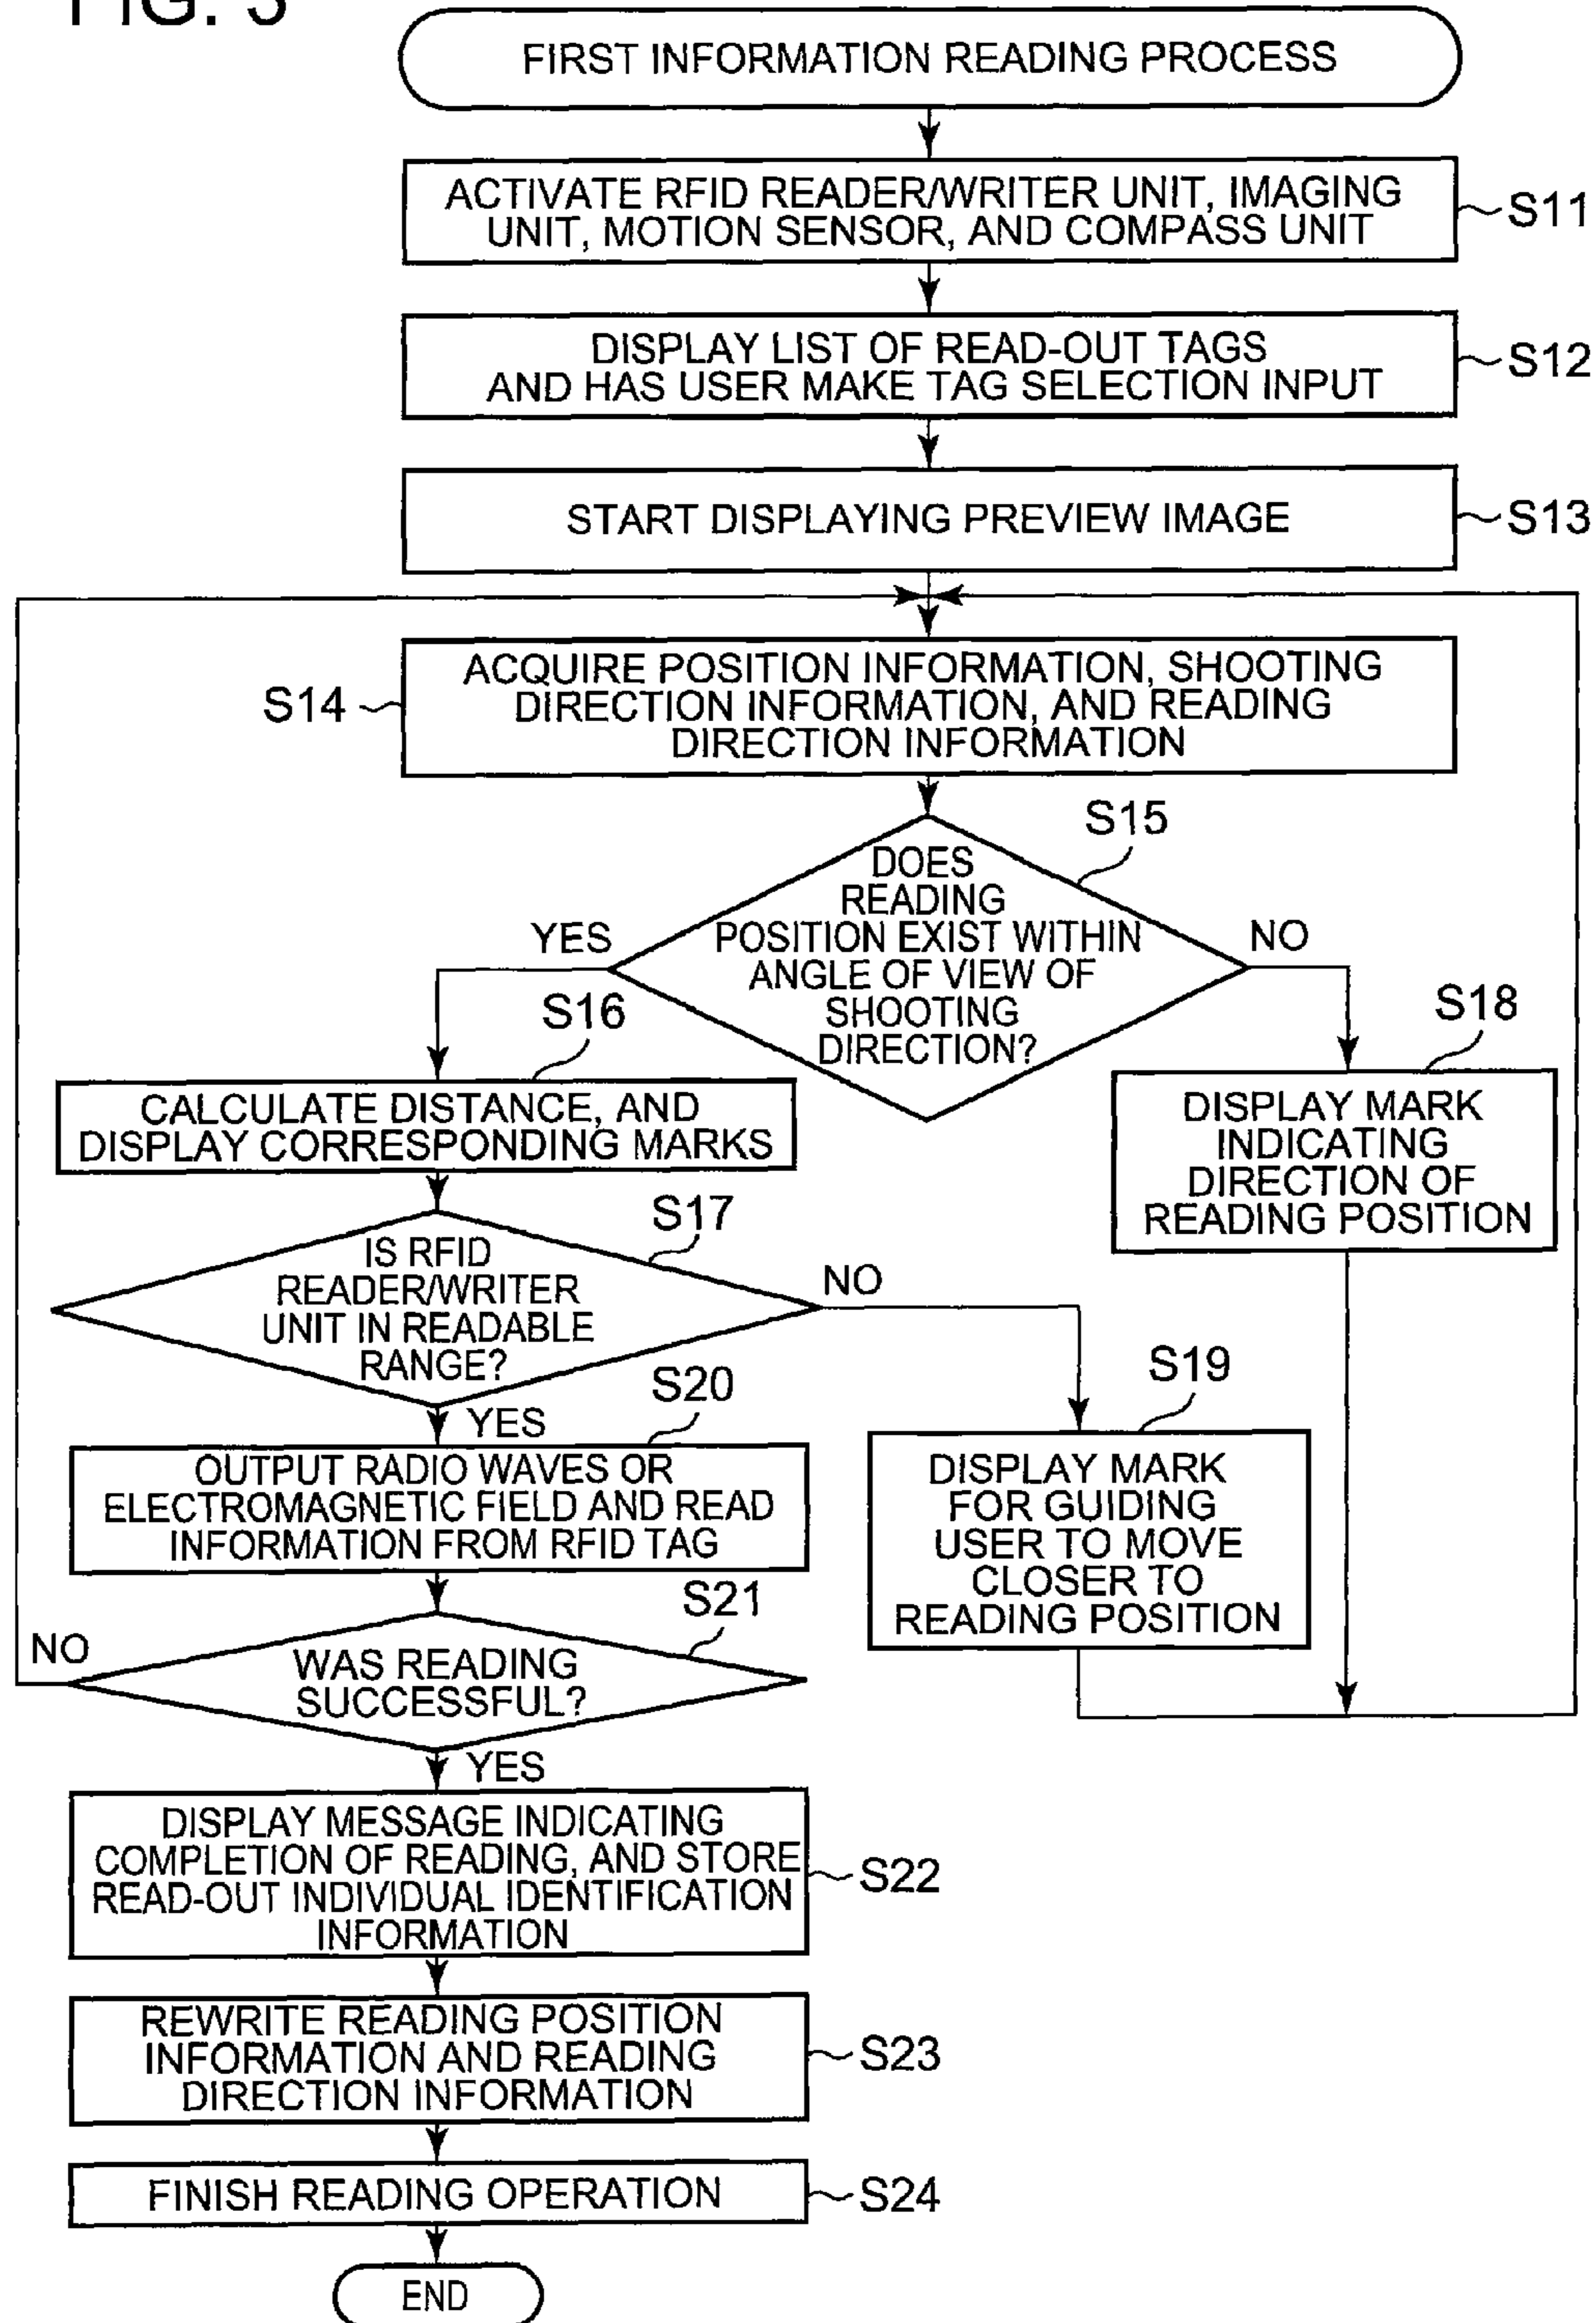 FIG. 3
FIRST INFORMATION READING PROCESS
ACTIVATE RFID READER/WRITER UNIT, IMAGING
UNIT, MOTION SENSOR, AND COMPASS UNIT
S11
DISPLAY LIST OF READ-OUT TAGS
AND HAS USER MAKE TAG SELECTION INPUT
S12
START DISPLAYING PREVIEW IMAGE
S13
S14
ACQUIRE POSITION INFORMATION, SHOOTING
DIRECTION INFORMATION, AND READING
DIRECTION INFORMATION
S15
DOES
READING
POSITION EXIST WITHIN
ANGLE OF VIEW OF
SHOOTING
DIRECTION?
YES
NO
S16
CALCULATE DISTANCE, AND
DISPLAY CORRESPONDING MARKS
S18
DISPLAY MARK
INDICATING
DIRECTION OF
READING POSITION
S17
IS RFID
READER/WRITER
UNIT IN READABLE
RANGE?
NO
YES
S19
DISPLAY MARK
FOR GUIDING
USER TO MOVE
CLOSER TO
READING POSITION
S20
OUTPUT RADIO WAVES OR
ELECTROMAGNETIC FIELD AND READ
INFORMATION FROM RFID TAG
S21
NO
WAS READING
SUCCESSFUL?
YES
DISPLAY MESSAGE INDICATING
COMPLETION OF READING, AND STORE
READ-OUT INDIVIDUAL IDENTIFICATION
INFORMATION
S22
REWRITE READING POSITION
INFORMATION AND READING
DIRECTION INFORMATION
S23
FINISH READING OPERATION
S24
END